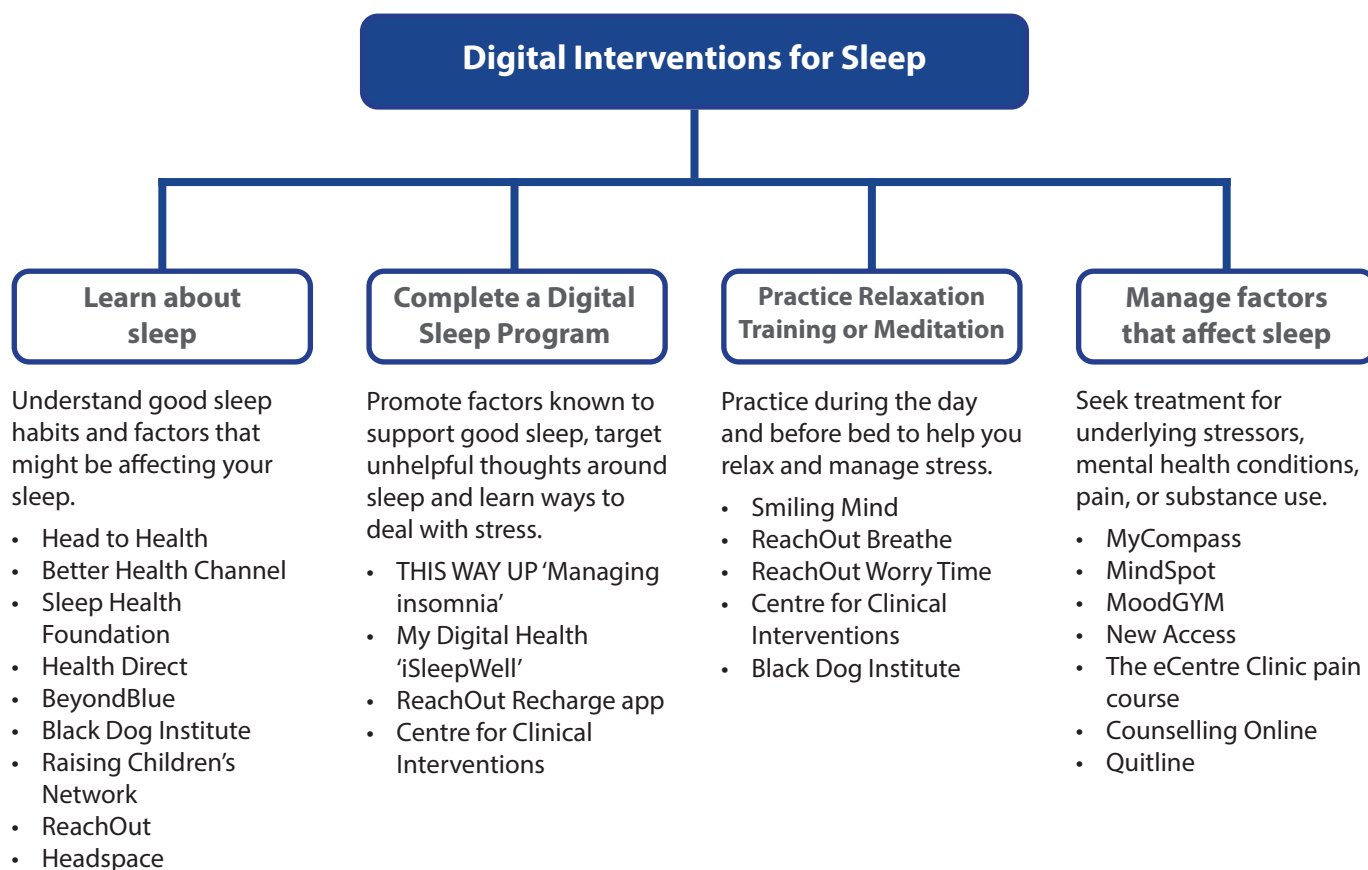 Digital Interventions for Sleep
Learn about
sleep
Understand good sleep
habits and factors that
might be affecting your
sleep.
• Head to Health
• Better Health Channel
• Sleep Health
Foundation
• Health Direct
• BeyondBlue
• Black Dog Institute
• Raising Children's
Network
• ReachOut
• Headspace
Complete a Digital
Sleep Program
Promote factors known to
support good sleep, target
unhelpful thoughts around
sleep and learn ways to
deal with stress.
• THIS WAY UP ‘Managing
insomnia’
• My Digital Health
‘iSleepWell’
• ReachOut Recharge app
• Centre for Clinical
Interventions
Practice Relaxation
Training or Meditation
Practice during the day
and before bed to help you
relax and manage stress.
• Smiling Mind
• ReachOut Breathe
• ReachOut Worry Time
• Centre for Clinical
Interventions
• Black Dog Institute
Manage factors
that affect sleep
Seek treatment for
underlying stressors,
mental health conditions,
pain, or substance use.
• MyCompass
• MindSpot
• MoodGYM
• New Access
• The eCentre Clinic pain
course
• Counselling Online
• Quitline